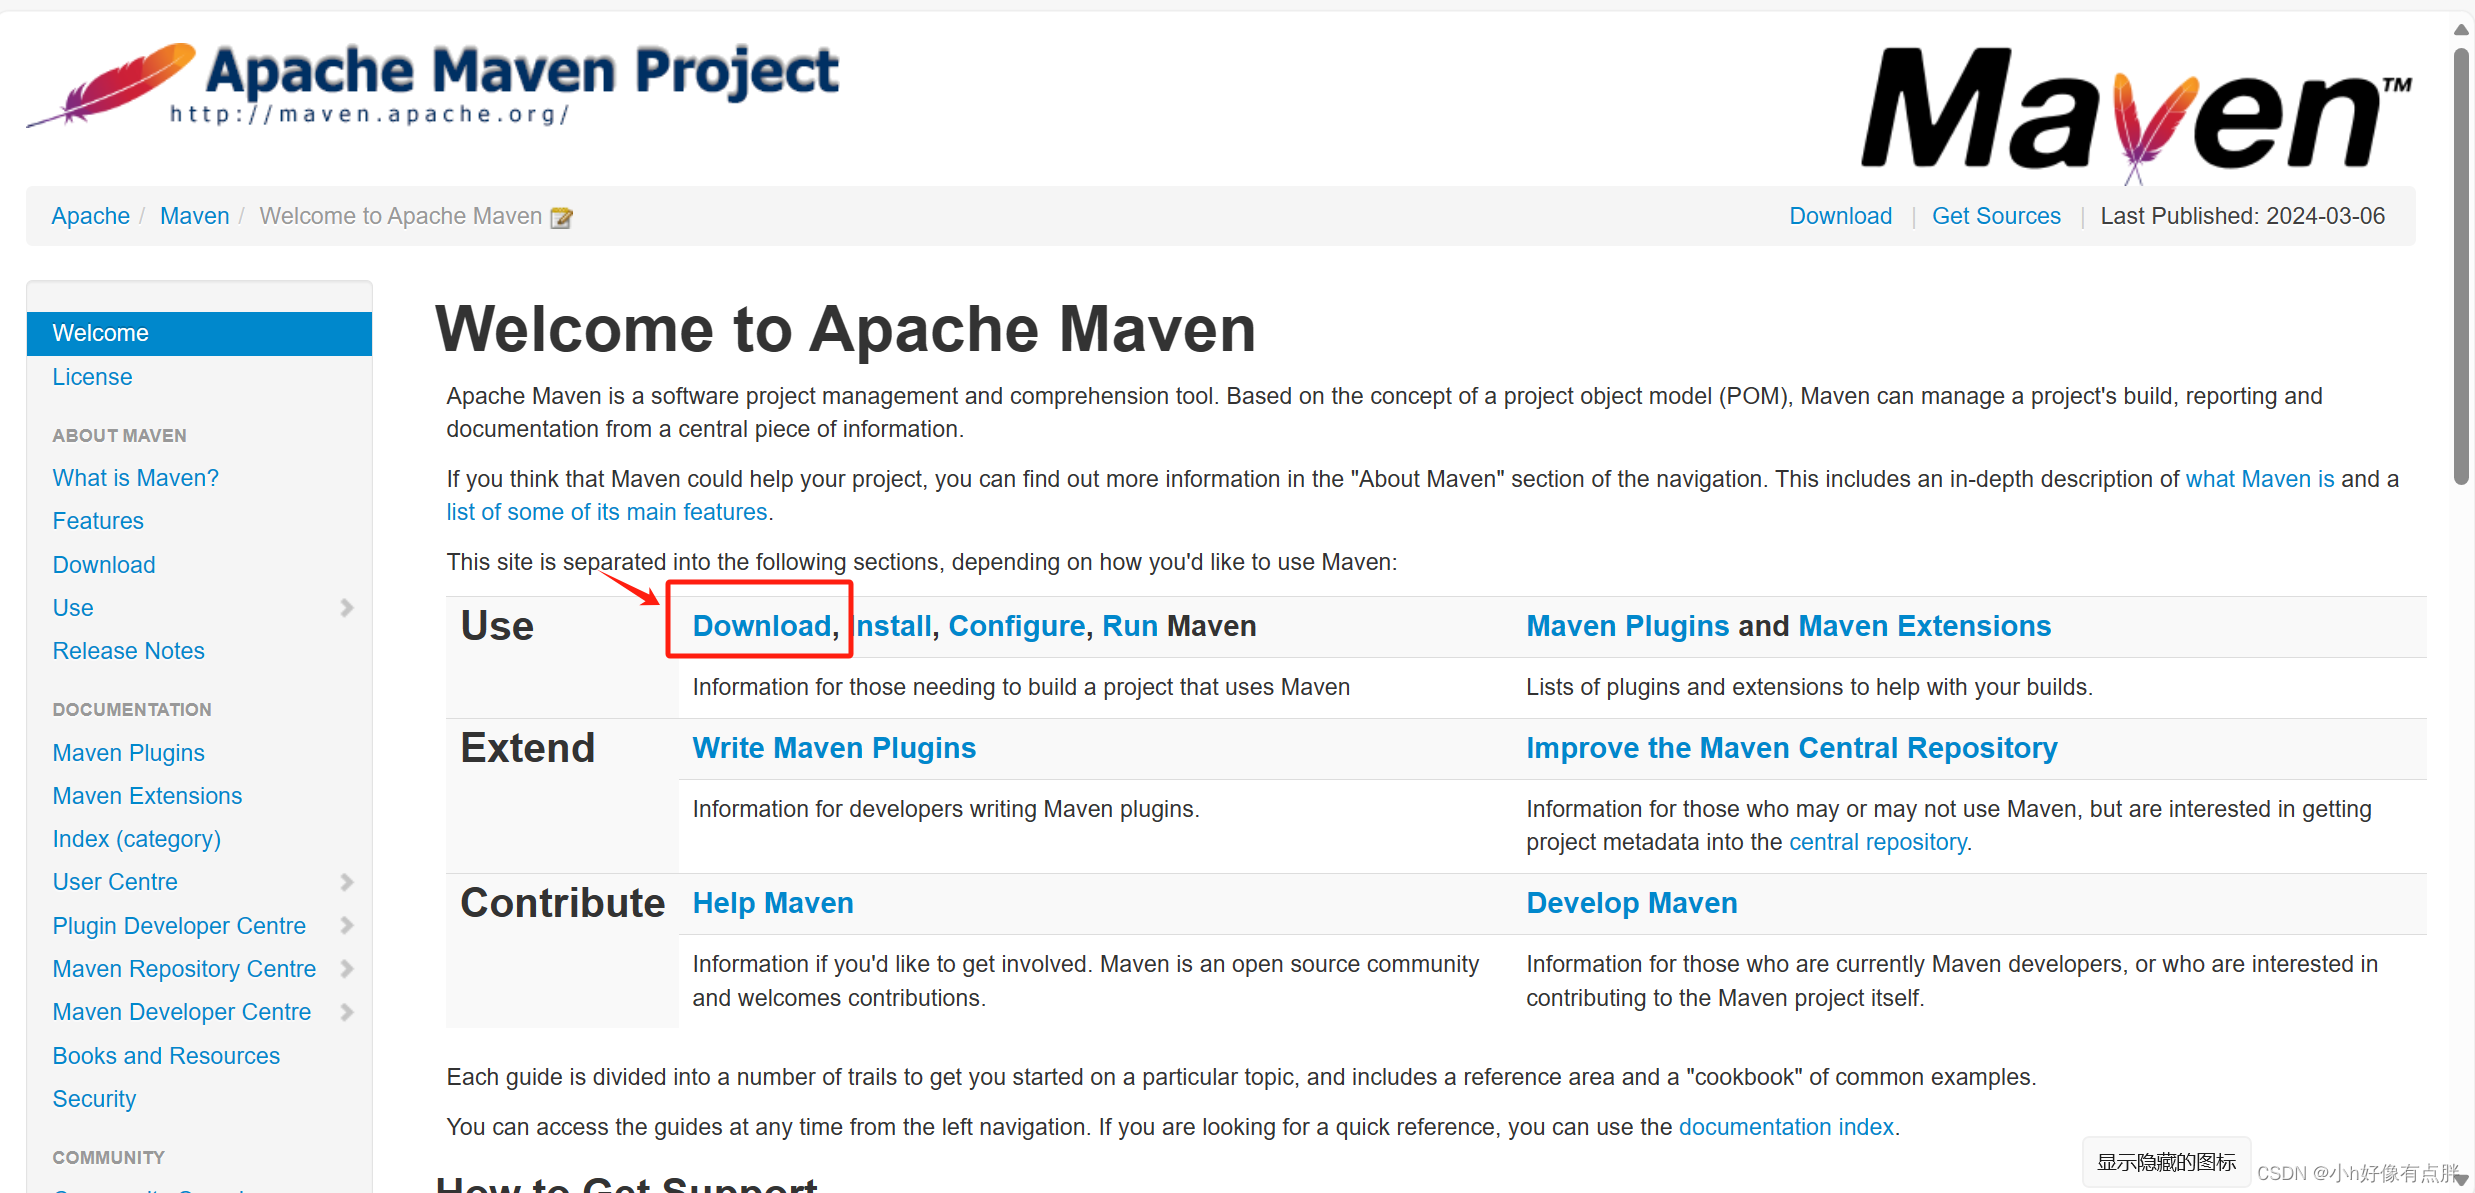 Apache Maven Project
http://maven.apache.org/
Maven™
Apache / Maven / Welcome to Apache Maven
Download | Get Sources | Last Published: 2024-03-06
Welcome
License
ABOUT MAVEN
What is Maven?
Features
Download
Use
Release Notes
DOCUMENTATION
Maven Plugins
Maven Extensions
Index (category)
User Centre
Plugin Developer Centre
Maven Repository Centre
Maven Developer Centre
Books and Resources
Security
COMMUNITY
Welcome to Apache Maven
Apache Maven is a software project management and comprehension tool. Based on the concept of a project object model (POM), Maven can manage a project's build, reporting and
documentation from a central piece of information.
If you think that Maven could help your project, you can find out more information in the "About Maven" section of the navigation. This includes an in-depth description of what Maven is and a
list of some of its main features.
This site is separated into the following sections, depending on how you'd like to use Maven:
Use
Download, Install, Configure, Run Maven
Maven Plugins and Maven Extensions
Information for those needing to build a project that uses Maven
Lists of plugins and extensions to help with your builds.
Extend
Write Maven Plugins
Improve the Maven Central Repository
Information for developers writing Maven plugins.
Information for those who may or may not use Maven, but are interested in getting
project metadata into the central repository.
Contribute
Help Maven
Develop Maven
Information if you'd like to get involved. Maven is an open source community
and welcomes contributions.
Information for those who are currently Maven developers, or who are interested in
contributing to the Maven project itself.
Each guide is divided into a number of trails to get you started on a particular topic, and includes a reference area and a "cookbook" of common examples.
You can access the guides at any time from the left navigation. If you are looking for a quick reference, you can use the documentation index.
How to Get Support
显示隐藏的图标
CSDN @小h好像有点胖